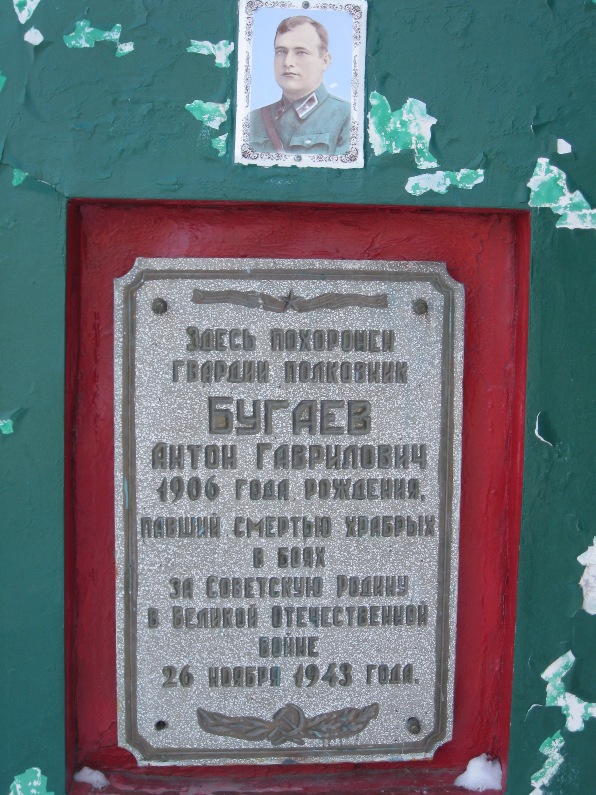 Здесь похоронен
гвардии полковник
Бугаев
Антон Гаврилович
1906 года рождения,
павший смертью храбрых
в боях
за Советскую Родину
в Великой Отечественной
войне
26 ноября 1943 года.